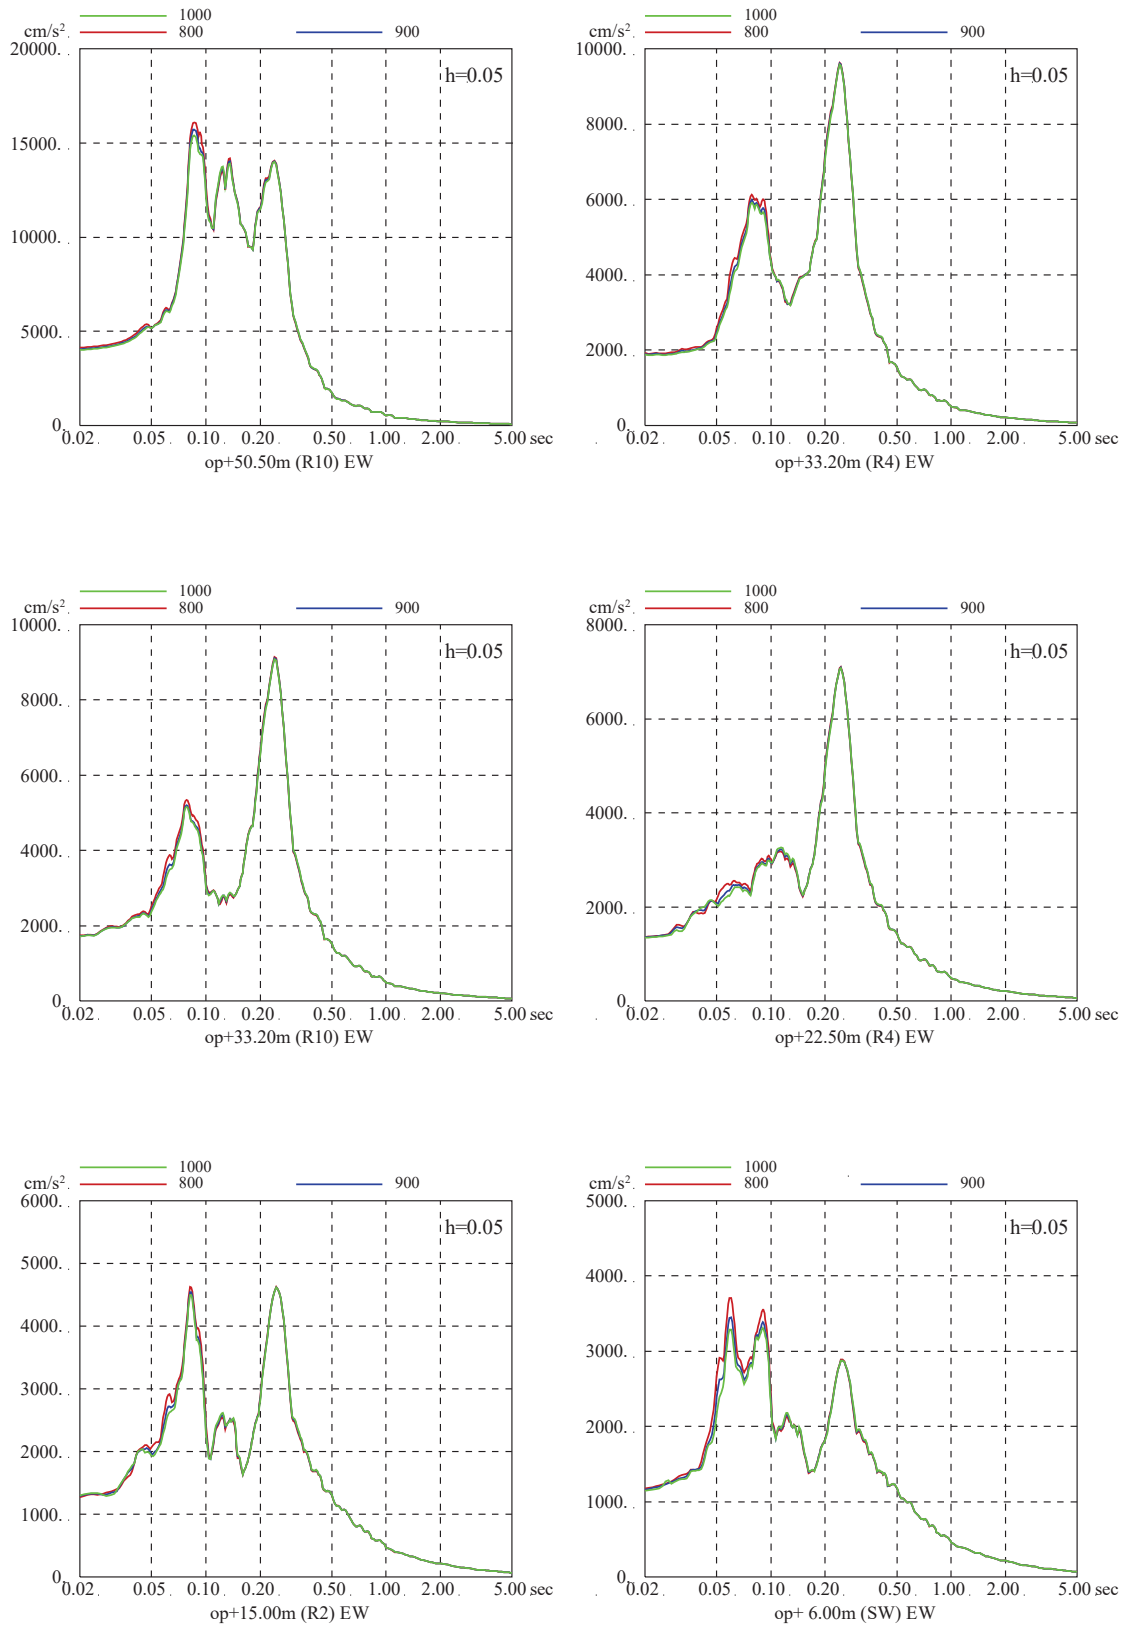 1000
cm/s². 800 900
20000.
h=0.05
15000.
10000.
5000.
0.
0.02 0.05 0.10 0.20 0.50 1.00 2.00 5.00 sec
op+50.50m (R10) EW
1000
cm/s². 800 900
10000.
h=0.05
8000.
6000.
4000.
2000.
0.
0.02 0.05 0.10 0.20 0.50 1.00 2.00 5.00 sec
op+33.20m (R4) EW
1000
cm/s². 800 900
10000.
h=0.05
8000.
6000.
4000.
2000.
0.
0.02 0.05 0.10 0.20 0.50 1.00 2.00 5.00 sec
op+33.20m (R10) EW
1000
cm/s². 800 900
8000.
h=0.05
6000.
4000.
2000.
0.
0.02 0.05 0.10 0.20 0.50 1.00 2.00 5.00 sec
op+22.50m (R4) EW
1000
cm/s². 800 900
6000.
h=0.05
5000.
4000.
3000.
2000.
1000.
0.
0.02 0.05 0.10 0.20 0.50 1.00 2.00 5.00 sec
op+15.00m (R2) EW
1000
cm/s². 800 900
5000.
h=0.05
4000.
3000.
2000.
1000.
0.
0.02 0.05 0.10 0.20 0.50 1.00 2.00 5.00 sec
op+ 6.00m (SW) EW